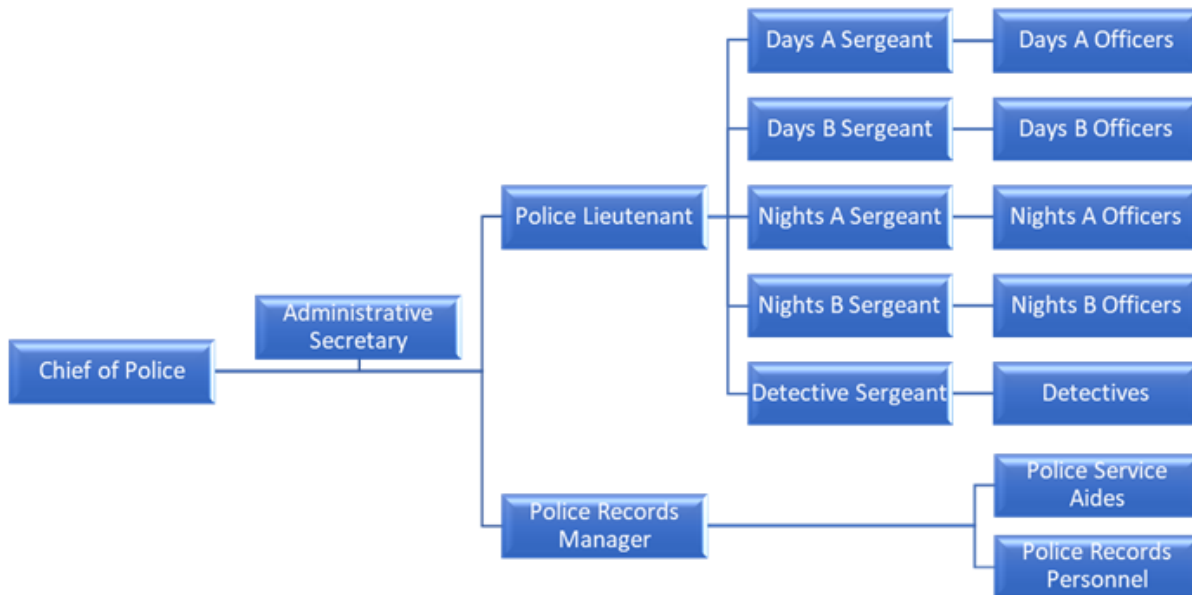 Days A Sergeant
Days A Officers
Days B Sergeant
Days B Officers
Police Lieutenant
Nights A Sergeant
Nights A Officers
Administrative
Secretary
Nights B Sergeant
Nights B Officers
Chief of Police
Detective Sergeant
Detectives
Police Service
Aides
Police Records
Manager
Police Records
Personnel